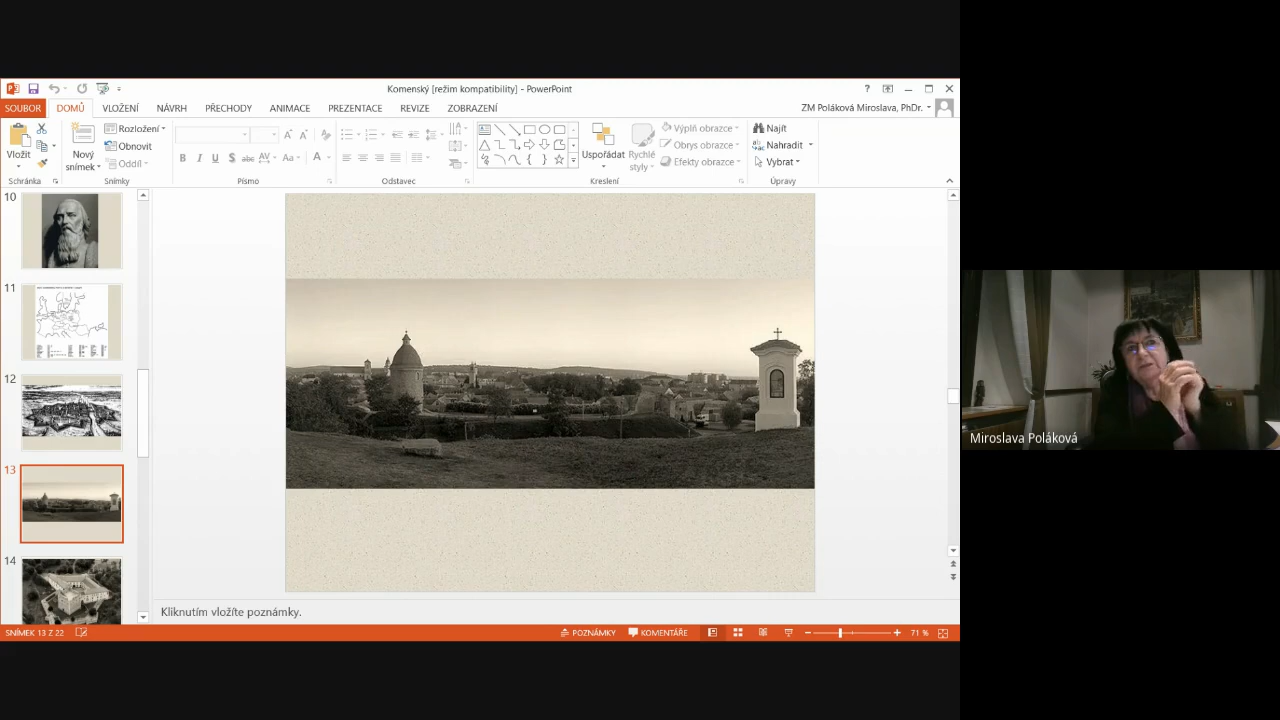 Komenský [režim kompatibility] - PowerPoint
?
SOUBOR DOMŮ VLOŽENÍ NÁVRH PŘECHODY ANIMACE PREZENTACE REVIZE ZOBRAZENÍ
ZM Poláková Miroslava, PhDr.
Vložit
Nový snímek
Rozložení
Obnovit
Oddíl
B I U S abc AV Aa A
Uspořádat
Rychlé styly
Výplň obrazce
Obrys obrazce
Efekty obrazce
Najít
Nahradit
Vybrat
Schránka Snímky Písmo Odstavec Kreslení Úpravy
10
11
12
13
14
Miroslava Poláková
Kliknutím vložíte poznámky.
SNÍMEK 13 Z 22 POZNÁMKY KOMENTÁŘE 71 %